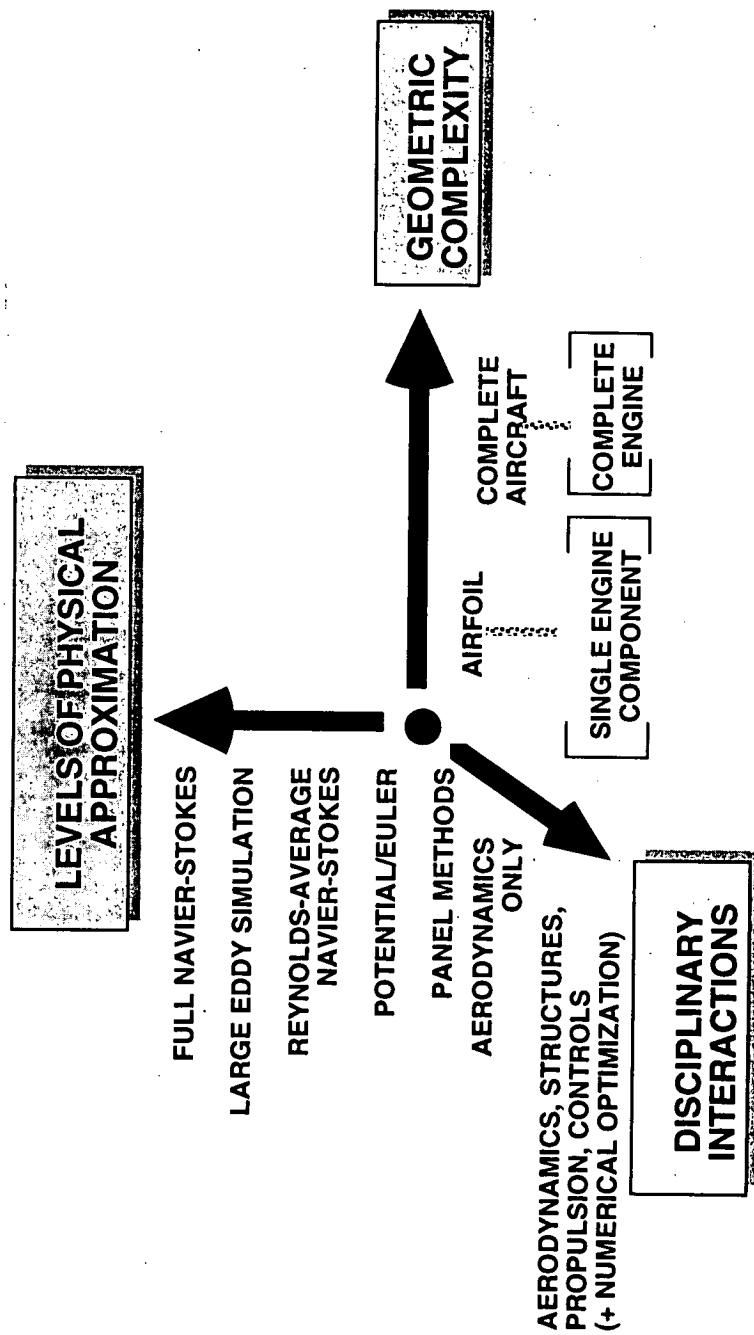 LEVELS OF PHYSICAL
APPROXIMATION
FULL NAVIER-STOKES
LARGE EDDY SIMULATION
REYNOLDS-AVERAGE
NAVIER-STOKES
POTENTIAL/EULER
PANEL METHODS
AERODYNAMICS
ONLY
AERODYNAMICS, STRUCTURES,
PROPULSION, CONTROLS
(+ NUMERICAL OPTIMIZATION)
DISCIPLINARY
INTERACTIONS
AIRFOIL
SINGLE ENGINE
COMPONENT
COMPLETE
AIRCRAFT
COMPLETE
ENGINE
GEOMETRIC
COMPLEXITY